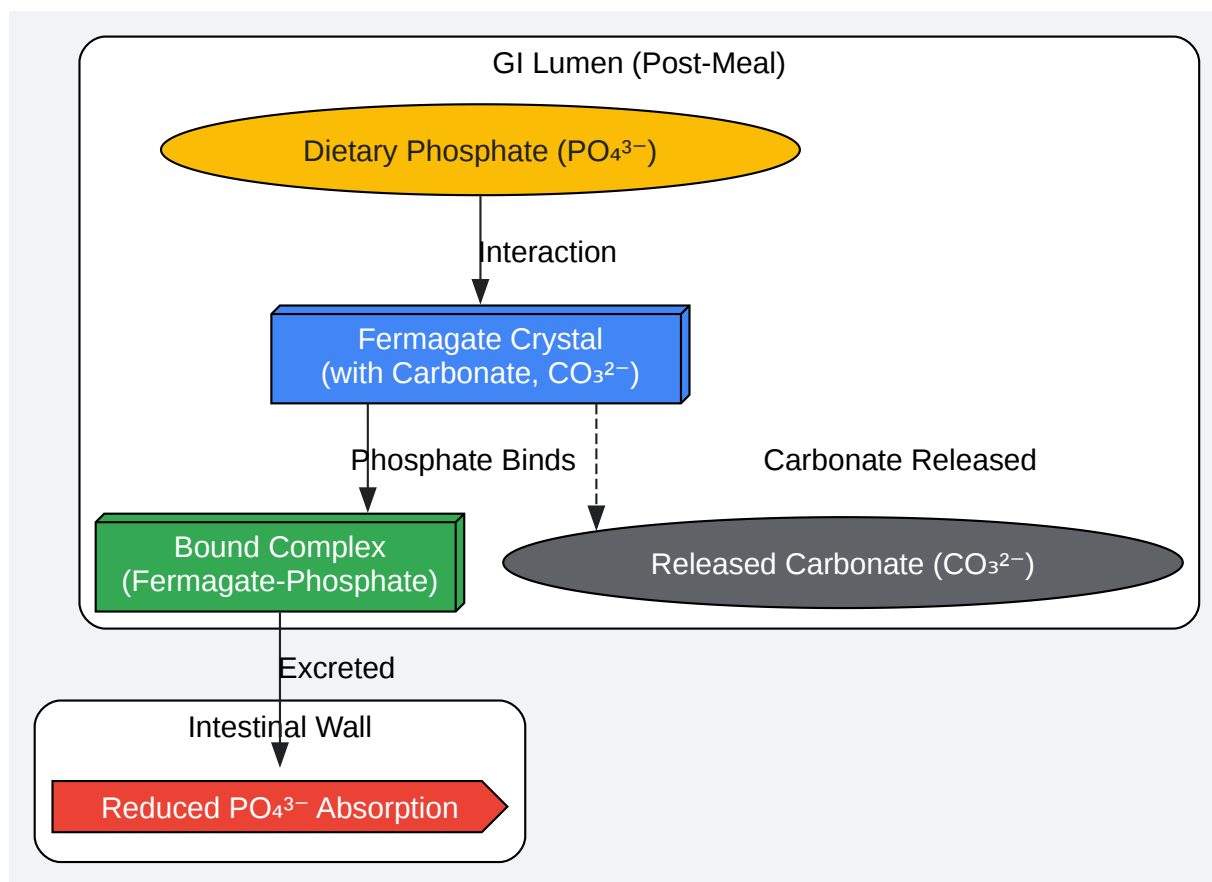 GI Lumen (Post-Meal)
Dietary Phosphate (PO₄³⁻)
Interaction
Fermagate Crystal
(with Carbonate, CO₃²⁻)
Phosphate Binds
Carbonate Released
Bound Complex
(Fermagate-Phosphate)
Released Carbonate (CO₃²⁻)
Excreted
Intestinal Wall
Reduced PO₄³⁻ Absorption